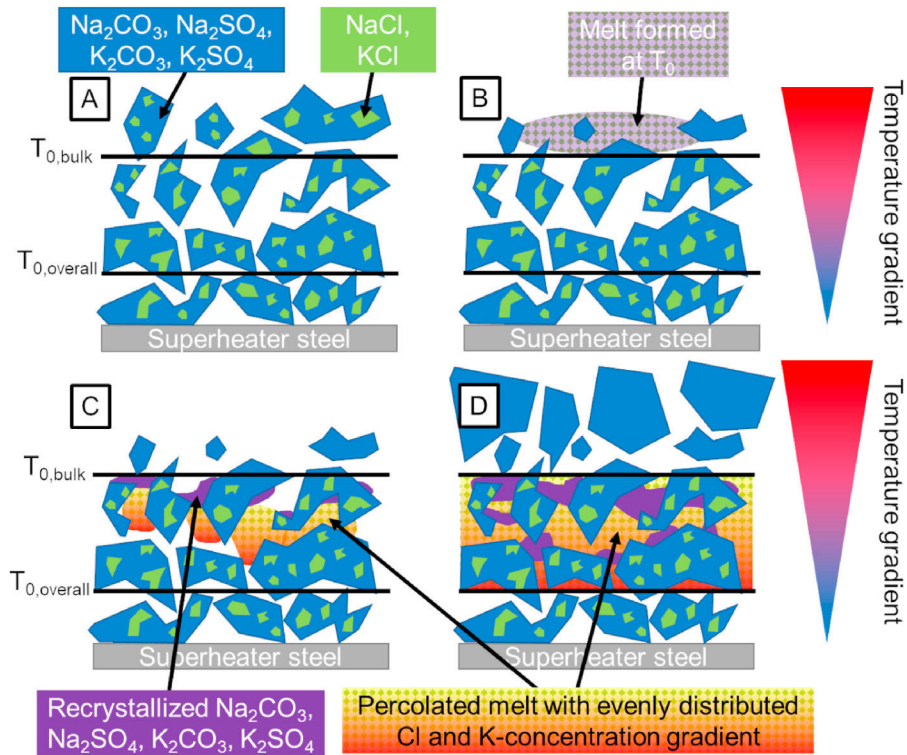 Na₂CO₃, Na₂SO₄,
K₂CO₃, K₂SO₄
NaCl,
KCl
Melt formed
at T₀
A
B
T₀,bulk
T₀,overall
Superheater steel
Superheater steel
Temperature gradient
C
D
T₀,bulk
T₀,overall
Superheater steel
Superheater steel
Temperature gradient
Recrystallized Na₂CO₃,
Na₂SO₄, K₂CO₃, K₂SO₄
Percolated melt with evenly distributed
Cl and K-concentration gradient